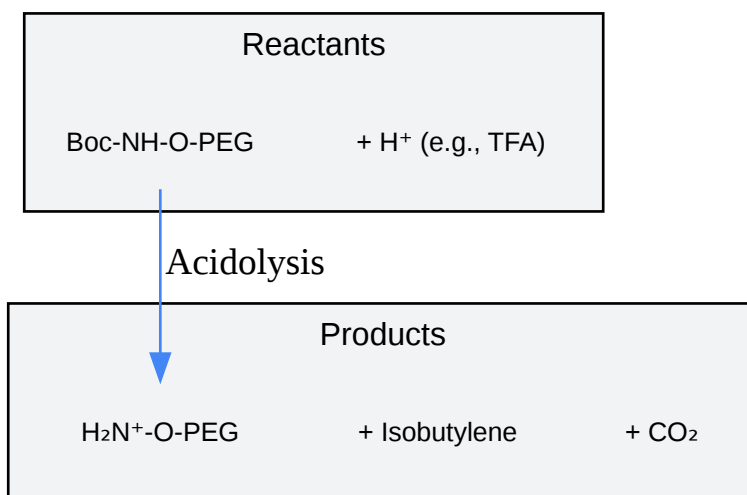 Reactants
Boc-NH-O-PEG + H⁺ (e.g., TFA)
Acidolysis
Products
H₂N⁺-O-PEG + Isobutylene + CO₂